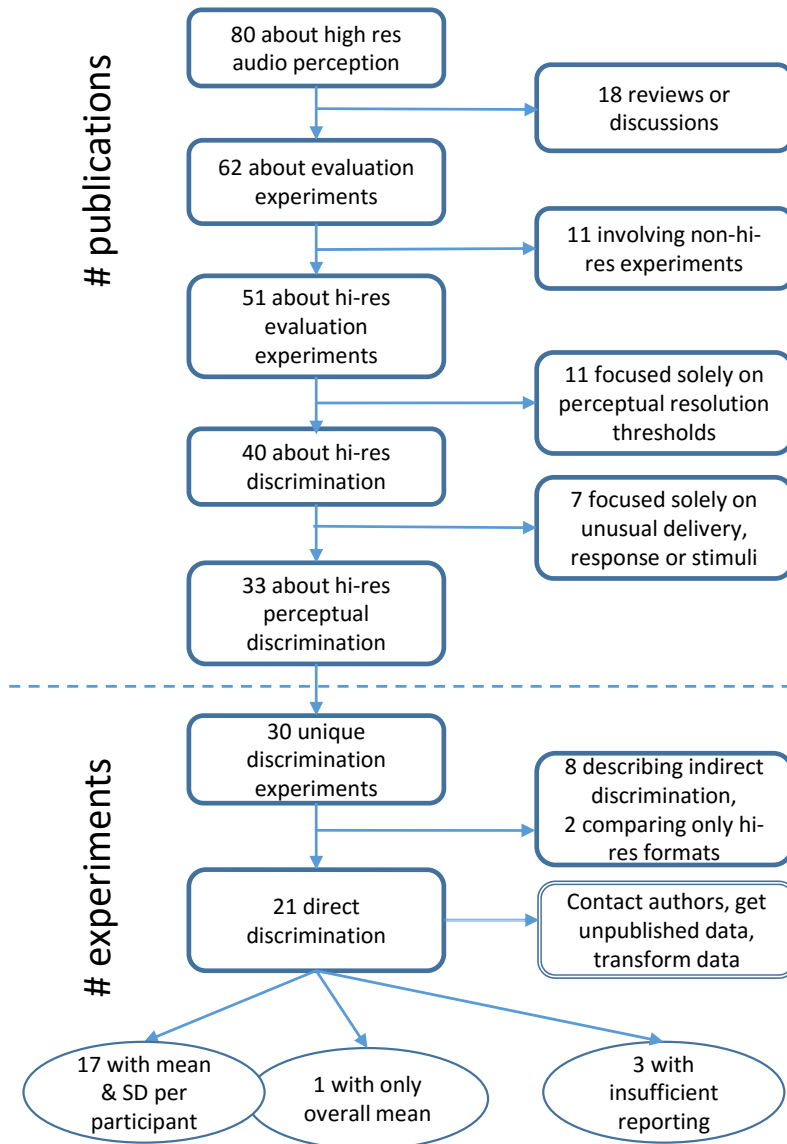 # publications
80 about high res
audio perception
18 reviews or
discussions
62 about evaluation
experiments
11 involving non-hi-
res experiments
51 about hi-res
evaluation
experiments
11 focused solely on
perceptual resolution
thresholds
40 about hi-res
discrimination
7 focused solely on
unusual delivery,
response or stimuli
33 about hi-res
perceptual
discrimination
# experiments
30 unique
discrimination
experiments
8 describing indirect
discrimination,
2 comparing only hi-
res formats
21 direct
discrimination
Contact authors, get
unpublished data,
transform data
17 with mean
& SD per
participant
1 with only
overall mean
3 with
insufficient
reporting